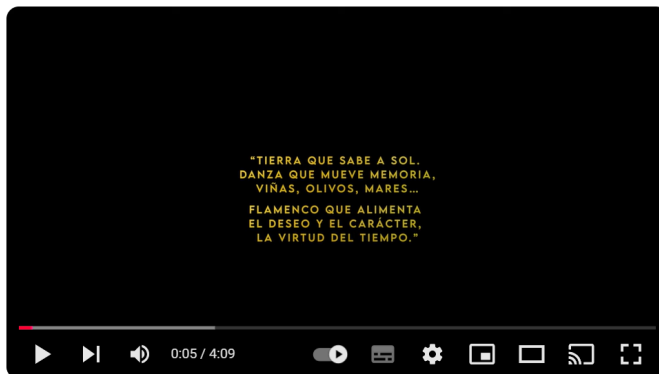 “TIERRA QUE SABE A SOL.
DANZA QUE MUEVE MEMORIA,
VIÑAS, OLIVOS, MARES...
FLAMENCO QUE ALIMENTA
EL DESEO Y EL CARÁCTER,
LA VIRTUD DEL TIEMPO.”
0:05 / 4:09